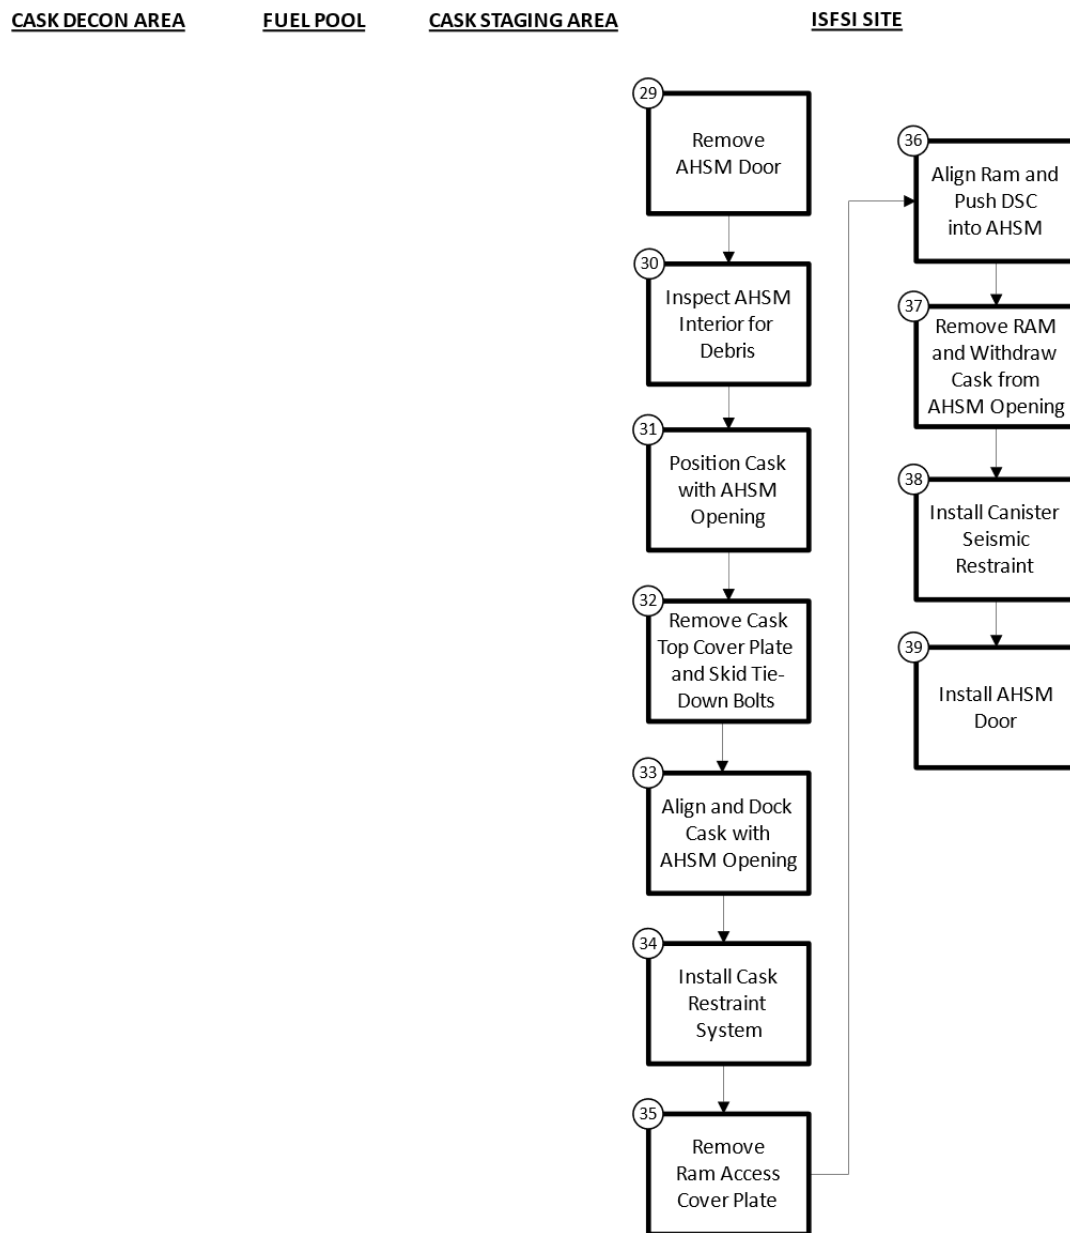 CASK DECON AREA
FUEL POOL
CASK STAGING AREA
ISFSI SITE
29
Remove
AHSM Door
30
Inspect AHSM
Interior for
Debris
31
Position Cask
with AHSM
Opening
32
Remove Cask
Top Cover Plate
and Skid Tie-
Down Bolts
33
Align and Dock
Cask with
AHSM Opening
34
Install Cask
Restraint
System
35
Remove
Ram Access
Cover Plate
36
Align Ram and
Push DSC
into AHSM
37
Remove RAM
and Withdraw
Cask from
AHSM Opening
38
Install Canister
Seismic
Restraint
39
Install AHSM
Door